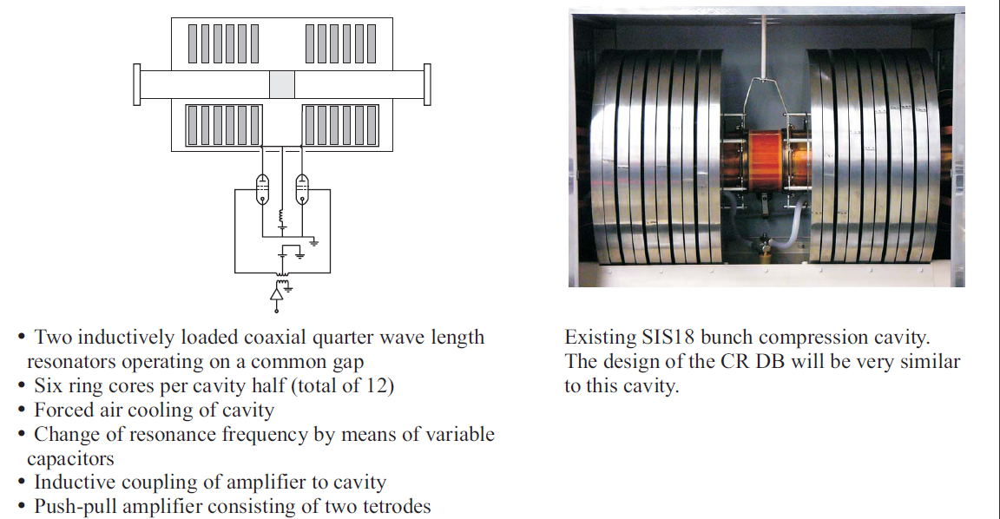 • Two inductively loaded coaxial quarter wave length
resonators operating on a common gap
• Six ring cores per cavity half (total of 12)
• Forced air cooling of cavity
• Change of resonance frequency by means of variable
capacitors
• Inductive coupling of amplifier to cavity
• Push-pull amplifier consisting of two tetrodes
Existing SIS18 bunch compression cavity.
The design of the CR DB will be very similar
to this cavity.